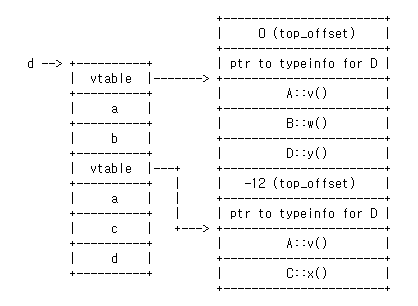 0 (top_offset)
d --> 
ptr to typeinfo for D
vtable
A::v()
a
B::w()
b
D::y()
vtable
-12 (top_offset)
a
ptr to typeinfo for D
c
A::v()
d
C::x()